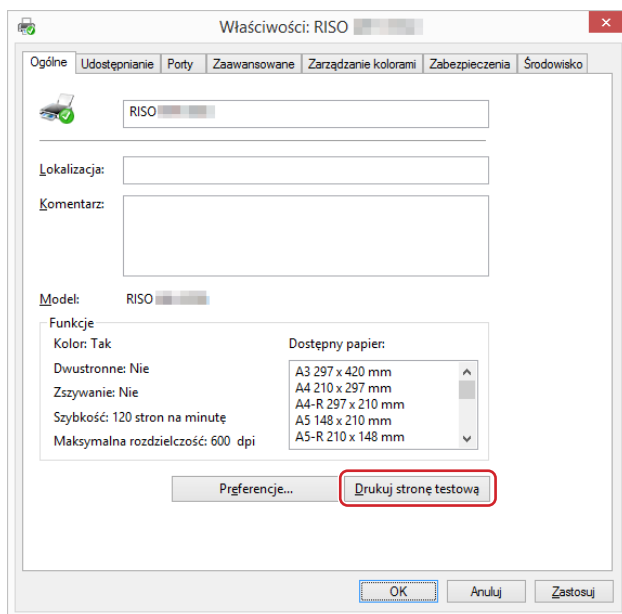 Właściwości: RISO
Ogólne Udostępnianie Porty Zaawansowane Zarządzanie kolorami Zabezpieczenia Środowisko
RISO
Lokalizacja:
Komentarz:
Model: RISO
Funkcje
Kolor: Tak
Dwustronne: Nie
Zszywanie: Nie
Szybkość: 120 stron na minutę
Maksymalna rozdzielczość: 600 dpi
Dostępny papier:
A3 297 x 420 mm
A4 210 x 297 mm
A4-R 297 x 210 mm
A5 148 x 210 mm
A5-R 210 x 148 mm
Preferencje... Drukuj stronę testową
OK Anuluj Zastosuj